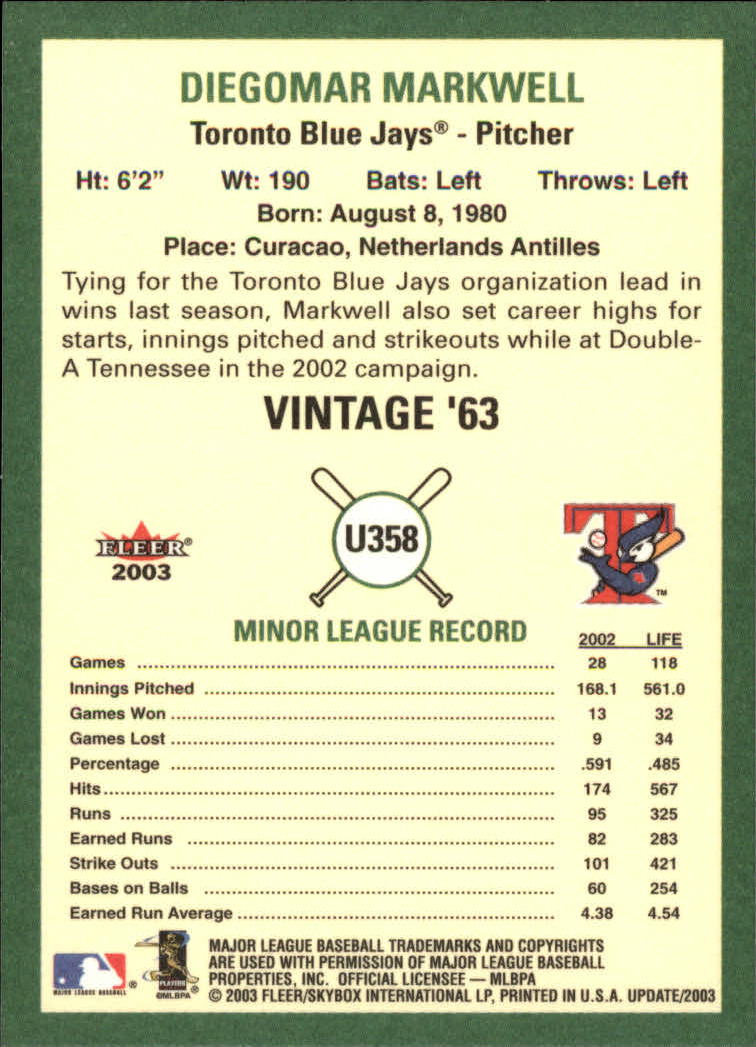 DIEGOMAR MARKWELL
Toronto Blue Jays® - Pitcher
Ht: 6'2" Wt: 190 Bats: Left Throws: Left
Born: August 8, 1980
Place: Curacao, Netherlands Antilles
Tying for the Toronto Blue Jays organization lead in
wins last season, Markwell also set career highs for
starts, innings pitched and strikeouts while at Double-
A Tennessee in the 2002 campaign.
VINTAGE '63
U358
FLEER®
2003
T
TM
MINOR LEAGUE RECORD
2002 LIFE
Games 28 118
Innings Pitched 168.1 561.0
Games Won 13 32
Games Lost 9 34
Percentage .591 .485
Hits 174 567
Runs 95 325
Earned Runs 82 283
Strike Outs 101 421
Bases on Balls 60 254
Earned Run Average 4.38 4.54
MAJOR LEAGUE BASEBALL ®
PLAYERS
©MLBPA ®
MAJOR LEAGUE BASEBALL TRADEMARKS AND COPYRIGHTS
ARE USED WITH PERMISSION OF MAJOR LEAGUE BASEBALL
PROPERTIES, INC. OFFICIAL LICENSEE — MLBPA
© 2003 FLEER/SKYBOX INTERNATIONAL LP, PRINTED IN U.S.A. UPDATE/2003